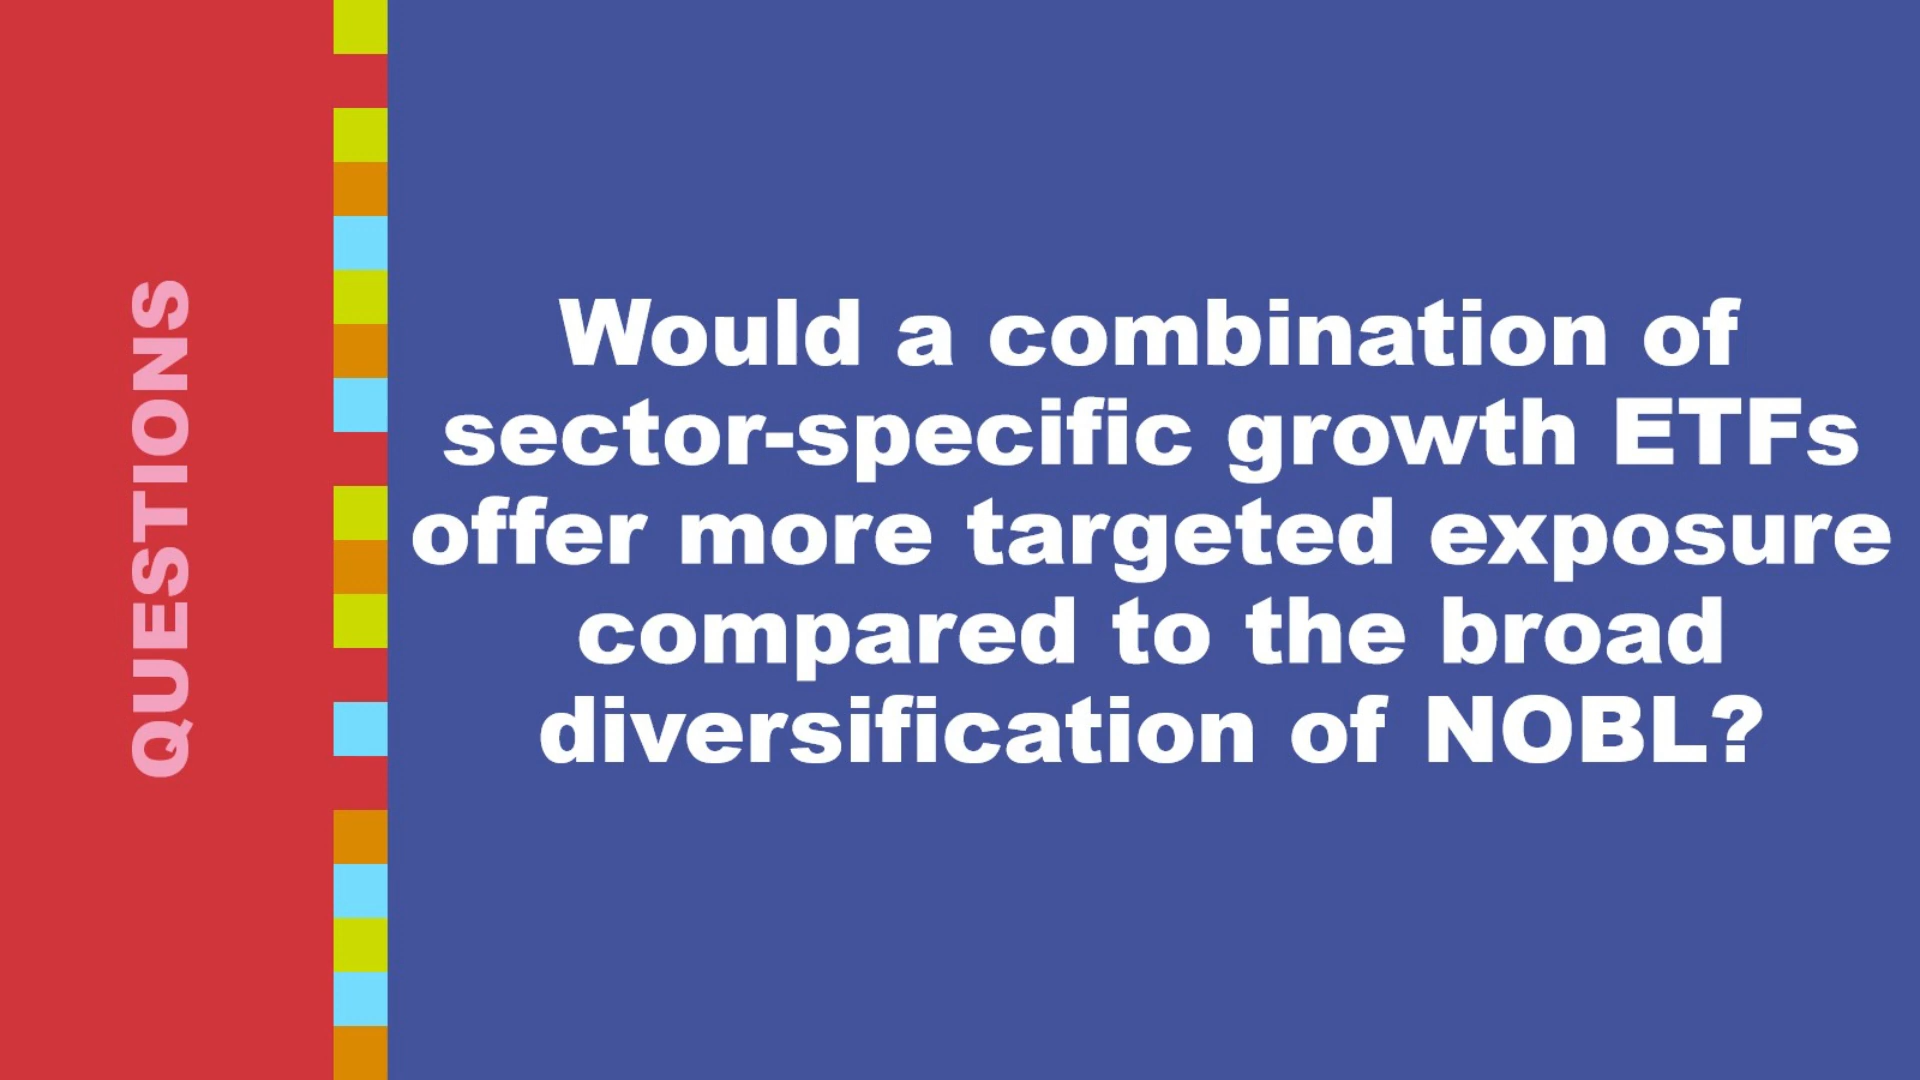 QUESTIONS
Would a combination of
sector-specific growth ETFs
offer more targeted exposure
compared to the broad
diversification of NOBL?